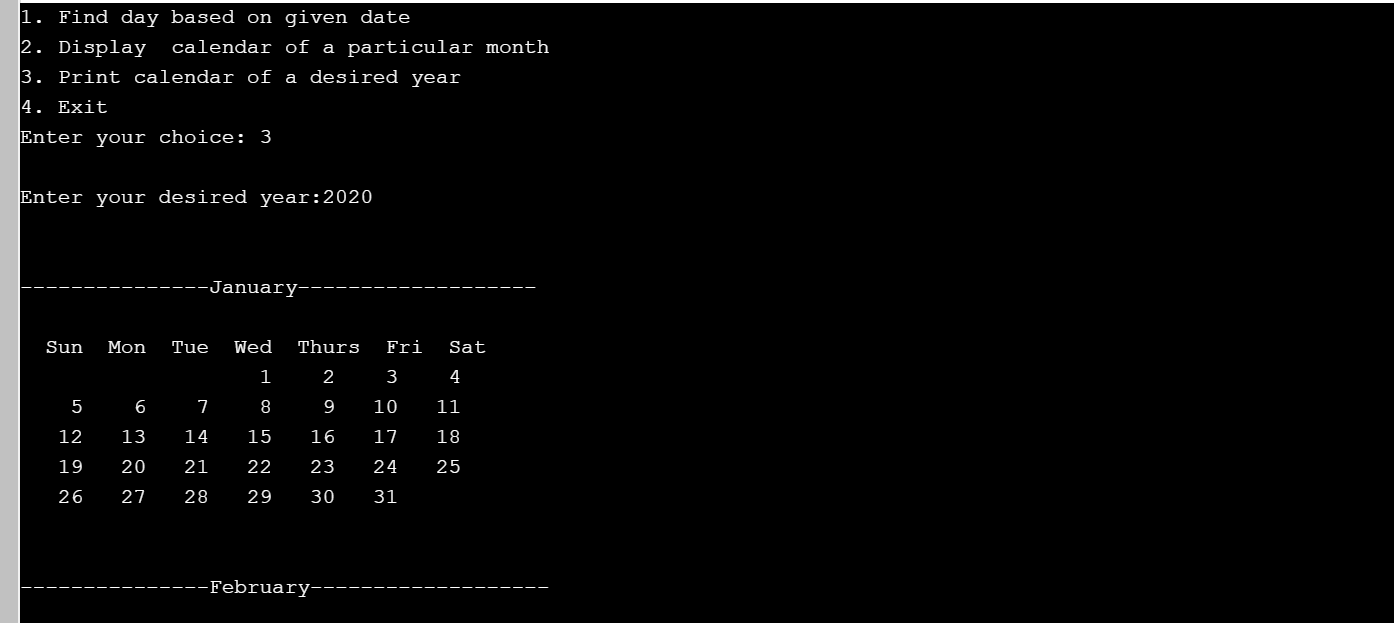 1. Find day based on given date
2. Display  calendar of a particular month
3. Print calendar of a desired year
4. Exit
Enter your choice: 3
Enter your desired year:2020
---------------January-------------------
  Sun  Mon  Tue  Wed  Thurs  Fri  Sat
                   1    2    3    4
    5    6    7    8    9   10   11
   12   13   14   15   16   17   18
   19   20   21   22   23   24   25
   26   27   28   29   30   31
---------------February-------------------